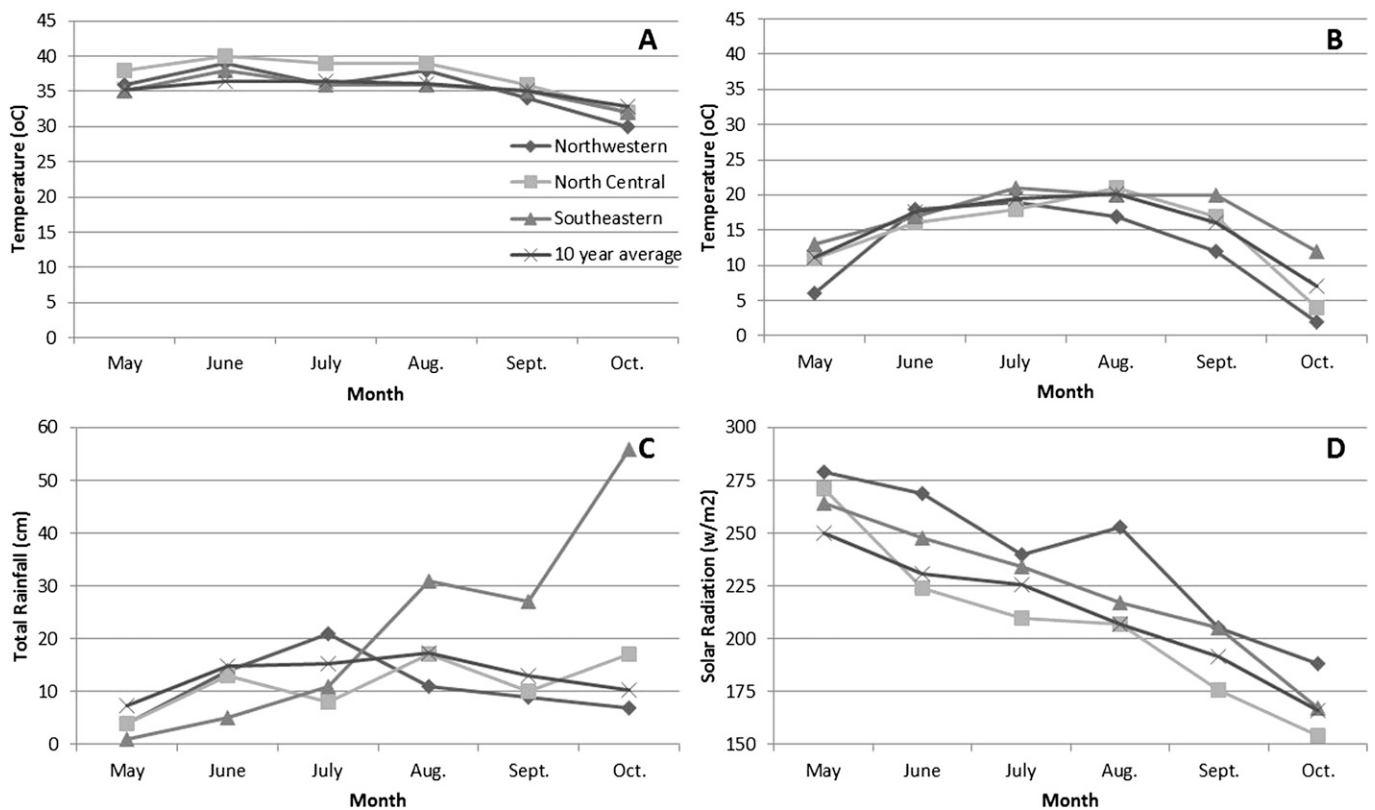 A
45
40
35
30
25
20
15
10
5
0
Temperature (oC)
Northwestern
North Central
Southeastern
10 year average
May June July Aug. Sept. Oct.
Month
B
45
40
35
30
25
20
15
10
5
0
Temperature (oC)
May June July Aug. Sept. Oct.
Month
C
60
50
40
30
20
10
0
Total Rainfall (cm)
May June July Aug. Sept. Oct.
Month
D
300
275
250
225
200
175
150
Solar Radiation (w/m2)
May June July Aug. Sept. Oct.
Month